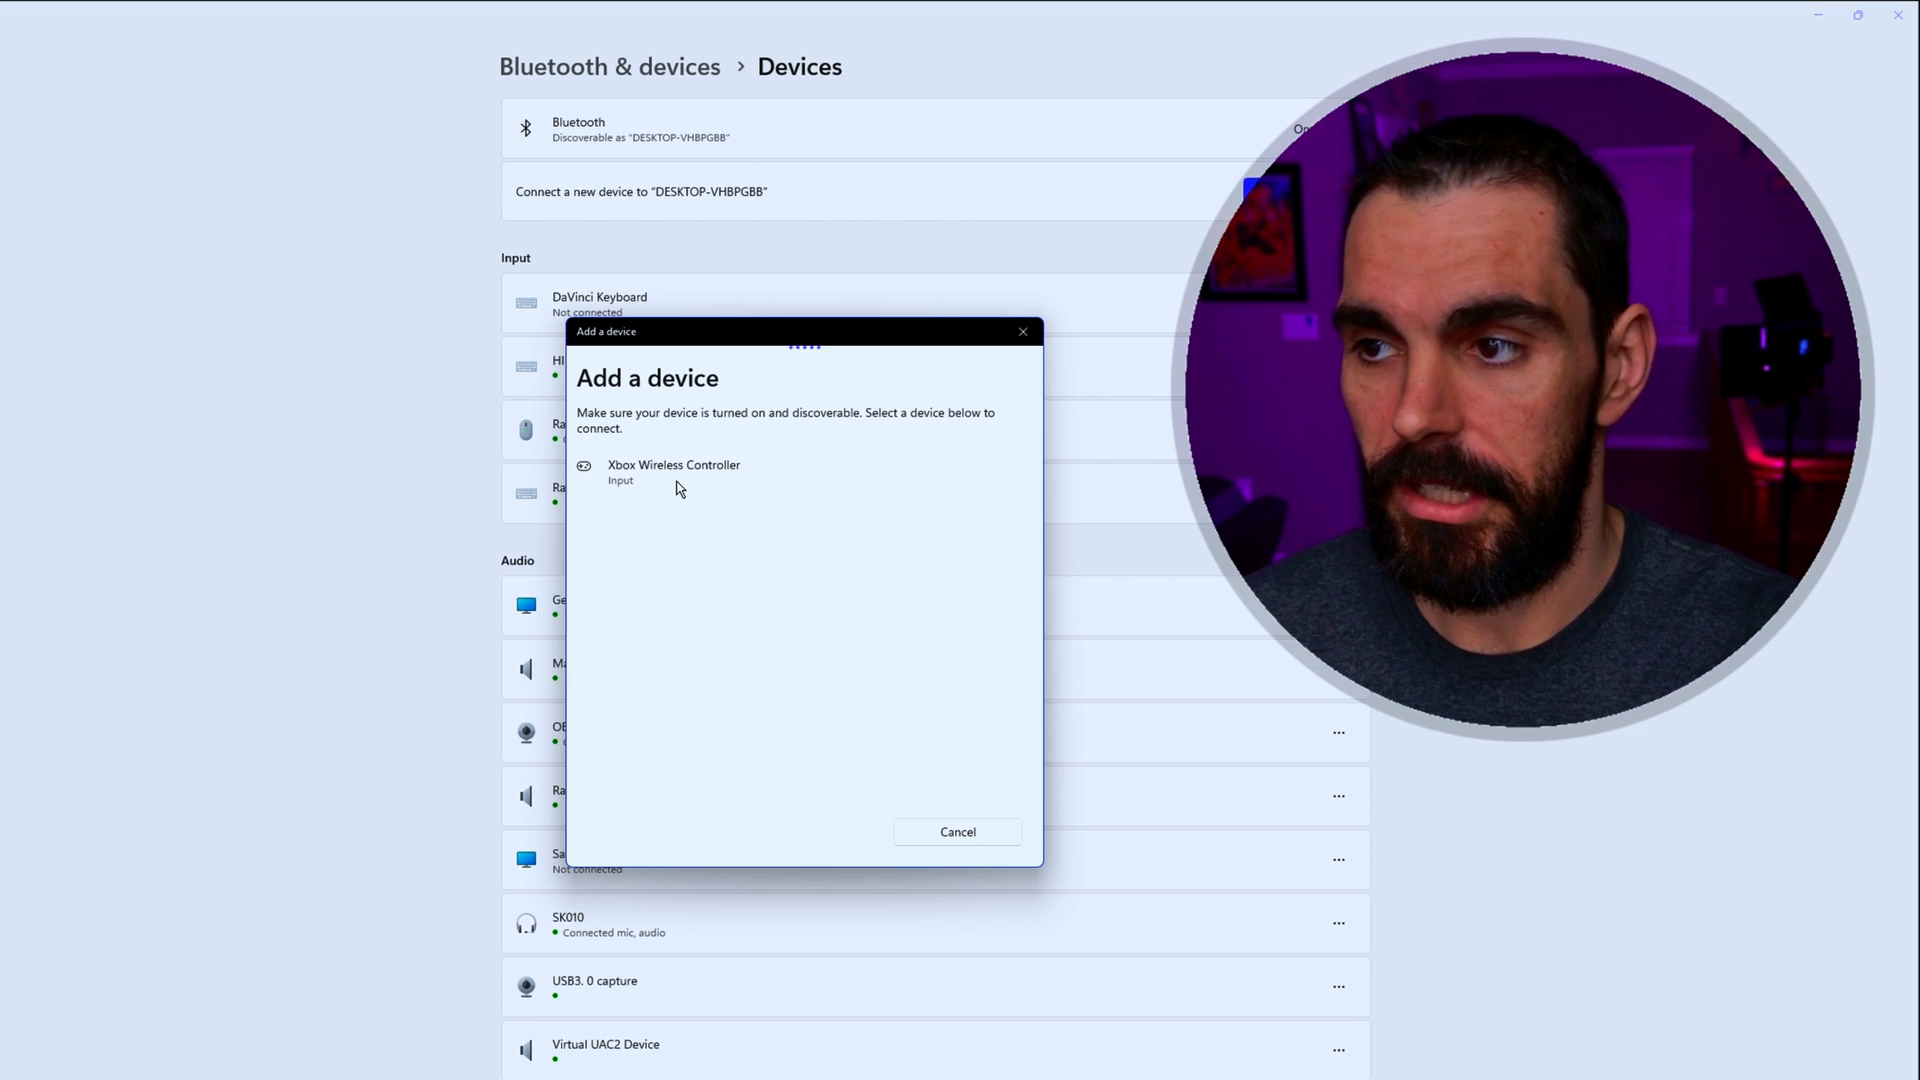 Bluetooth & devices › Devices
Bluetooth
Discoverable as "DESKTOP-VHBPGBB"
Connect a new device to "DESKTOP-VHBPGBB"
Input
DaVinci Keyboard
Not connected
Add a device
Add a device
Make sure your device is turned on and discoverable. Select a device below to
connect.
Xbox Wireless Controller
Input
Cancel
Audio
Not connected
SK010
Connected mic, audio
USB3. 0 capture
Virtual UAC2 Device